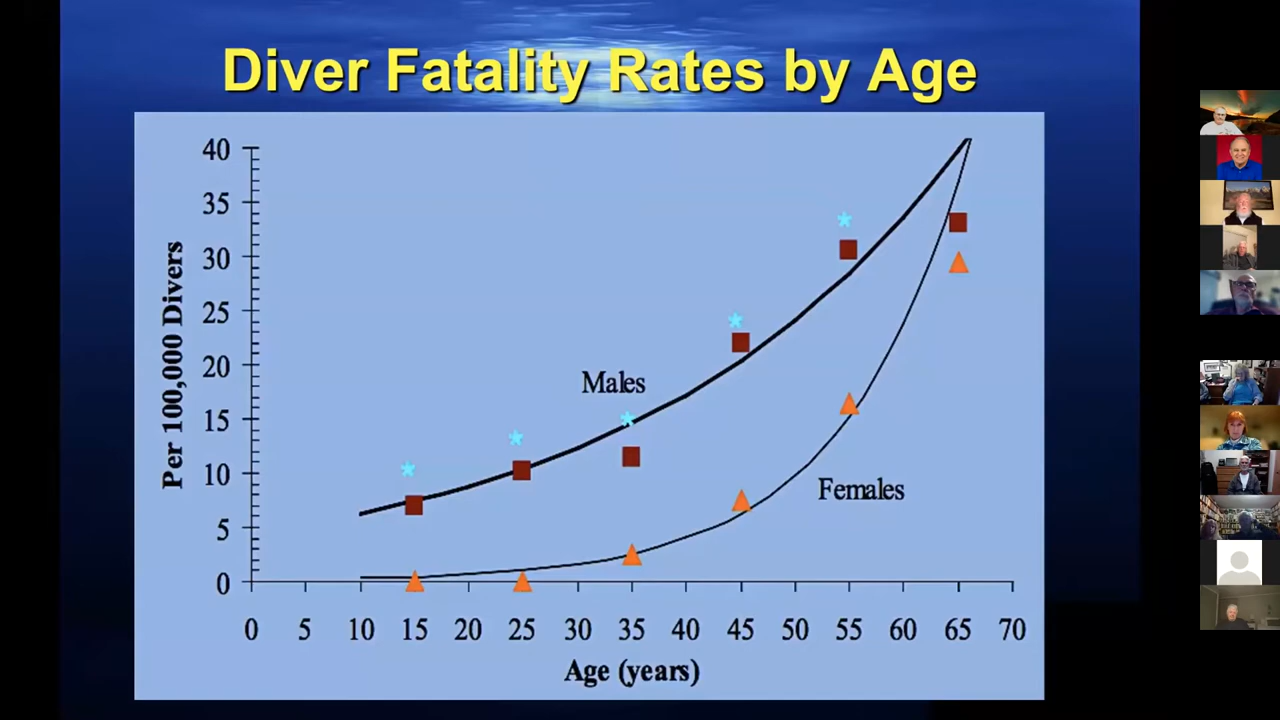 Diver Fatality Rates by Age
40
35
30
25
20
15
10
5
0
Per 100,000 Divers
Males
Females
0 5 10 15 20 25 30 35 40 45 50 55 60 65 70
Age (years)